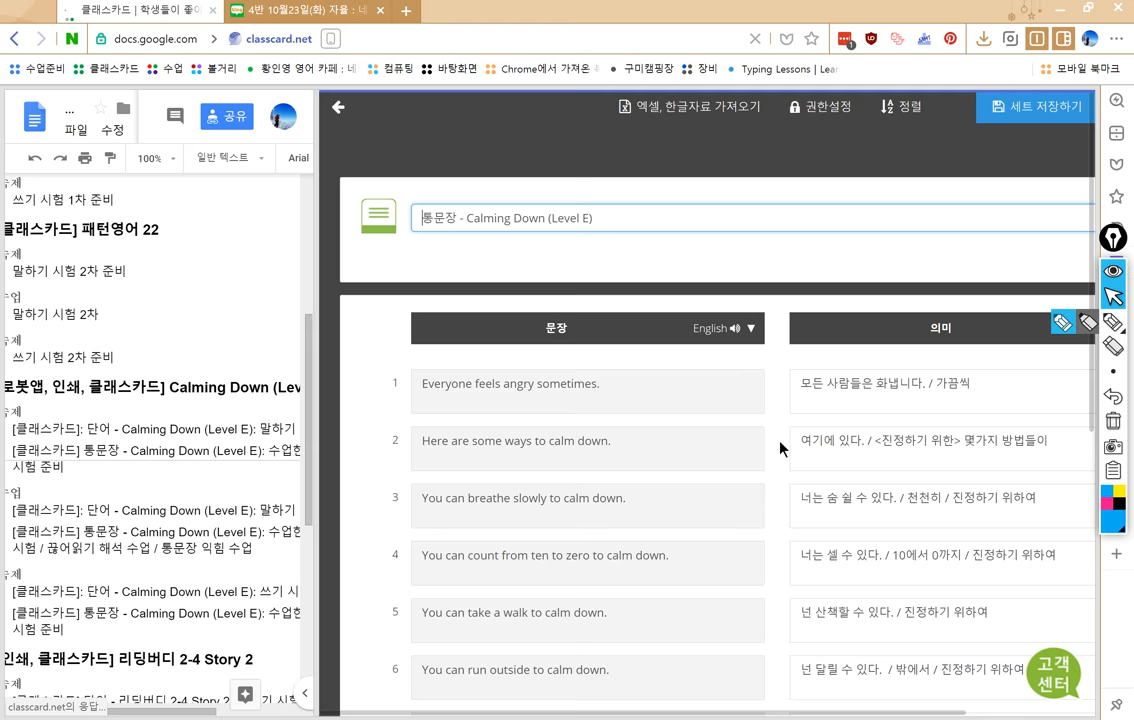 클래스카드 | 학생들이 좋아
4반 10월23일(화) 자율 : 네
docs.google.com
classcard.net
수업준비
클래스카드
수업
볼거리
황인영 영어 카페 : 네
컴퓨팅
바탕화면
Chrome에서 가져온
구미캠핑장
장비
Typing Lessons | Lear
모바일 북마크
...
파일 수정
공유
100%
일반 텍스트
Arial
엑셀, 한글자료 가져오기
권한설정
정렬
세트 저장하기
숙제
쓰기 시험 1차 준비
클래스카드] 패턴영어 22
숙제
말하기 시험 2차 준비
수업
말하기 시험 2차
숙제
쓰기 시험 2차 준비
로봇앱, 인쇄, 클래스카드] Calming Down (Lev
숙제
[클래스카드]: 단어 - Calming Down (Level E): 말하기
[클래스카드] 통문장 - Calming Down (Level E): 수업한
시험 준비
수업
[클래스카드]: 단어 - Calming Down (Level E): 말하기
[클래스카드] 통문장 - Calming Down (Level E): 수업한
시험 / 끊어읽기 해석 수업 / 통문장 익힘 수업
숙제
[클래스카드]: 단어 - Calming Down (Level E): 쓰기 시
[클래스카드] 통문장 - Calming Down (Level E): 수업한
시험 준비
인쇄, 클래스카드] 리딩버디 2-4 Story 2
숙제
classcard.net의 응답...
통문장 - Calming Down (Level E)
문장
English
의미
1
Everyone feels angry sometimes.
모든 사람들은 화냅니다. / 가끔씩
2
Here are some ways to calm down.
여기에 있다. / <진정하기 위한> 몇가지 방법들이
3
You can breathe slowly to calm down.
너는 숨 쉴 수 있다. / 천천히 / 진정하기 위하여
4
You can count from ten to zero to calm down.
너는 셀 수 있다. / 10에서 0까지 / 진정하기 위하여
5
You can take a walk to calm down.
넌 산책할 수 있다. / 진정하기 위하여
6
You can run outside to calm down.
넌 달릴 수 있다. / 밖에서 / 진정하기 위하여
고객
센터